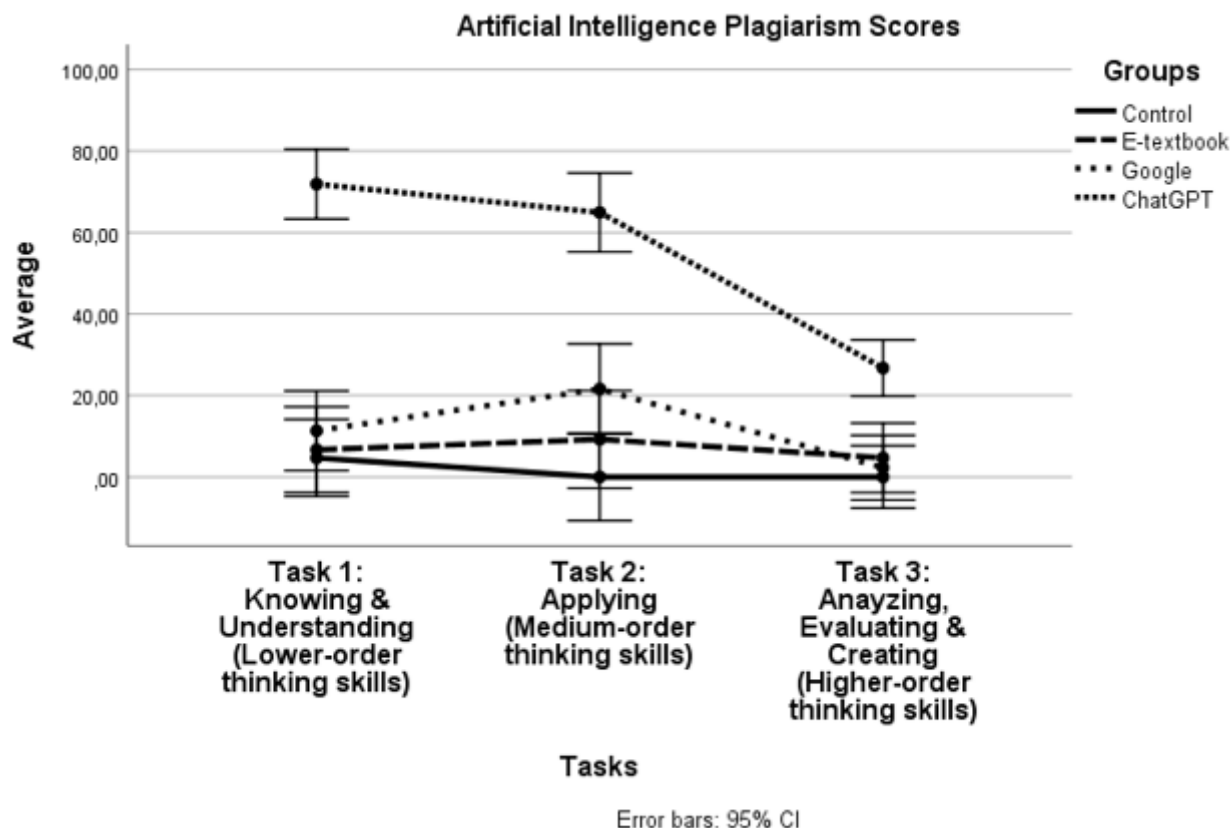 Artificial Intelligence Plagiarism Scores
100,00
80,00
60,00
40,00
20,00
,00
Average
Groups
Control
E-textbook
Google
ChatGPT
Task 1:
Knowing &
Understanding
(Lower-order
thinking skills)
Task 2:
Applying
(Medium-order
thinking skills)
Task 3:
Anayzing,
Evaluating &
Creating
(Higher-order
thinking skills)
Tasks
Error bars: 95% CI